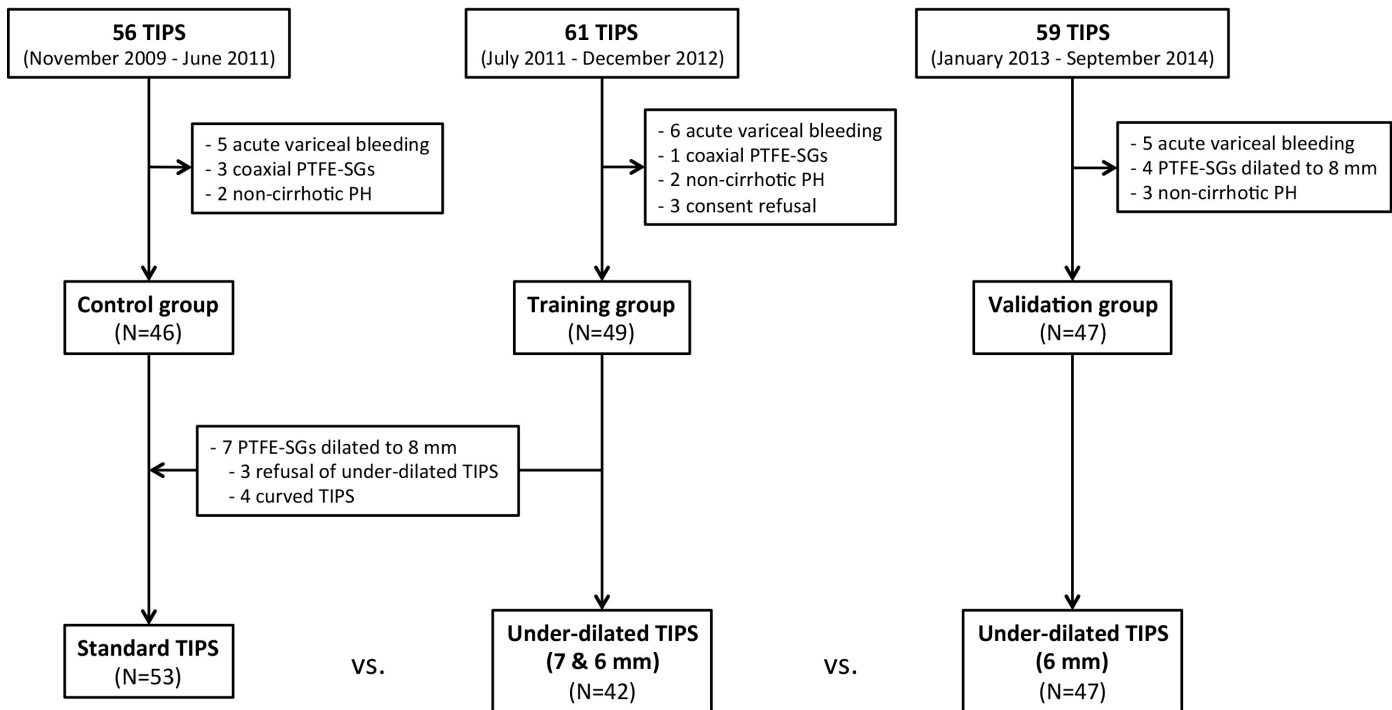 56 TIPS
(November 2009 - June 2011)
61 TIPS
(July 2011 - December 2012)
59 TIPS
(January 2013 - September 2014)
- 5 acute variceal bleeding
- 3 coaxial PTFE-SGs
- 2 non-cirrhotic PH
- 6 acute variceal bleeding
- 1 coaxial PTFE-SGs
- 2 non-cirrhotic PH
- 3 consent refusal
- 5 acute variceal bleeding
- 4 PTFE-SGs dilated to 8 mm
- 3 non-cirrhotic PH
Control group
(N=46)
Training group
(N=49)
Validation group
(N=47)
- 7 PTFE-SGs dilated to 8 mm
- 3 refusal of under-dilated TIPS
- 4 curved TIPS
Standard TIPS
(N=53)
vs.
Under-dilated TIPS
(7 & 6 mm)
(N=42)
vs.
Under-dilated TIPS
(6 mm)
(N=47)